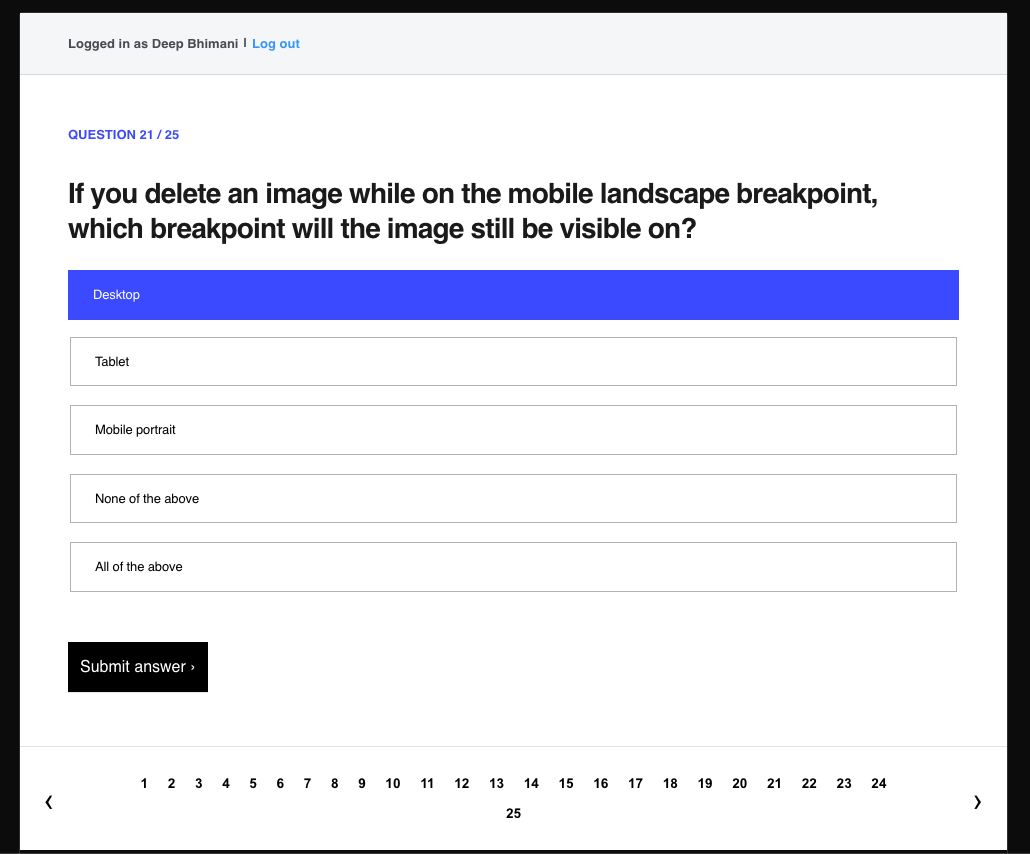 Logged in as Deep Bhimani | Log out
QUESTION 21 / 25
If you delete an image while on the mobile landscape breakpoint,
which breakpoint will the image still be visible on?
Desktop
Tablet
Mobile portrait
None of the above
All of the above
Submit answer ›
1 2 3 4 5 6 7 8 9 10 11 12 13 14 15 16 17 18 19 20 21 22 23 24
‹ ›
25